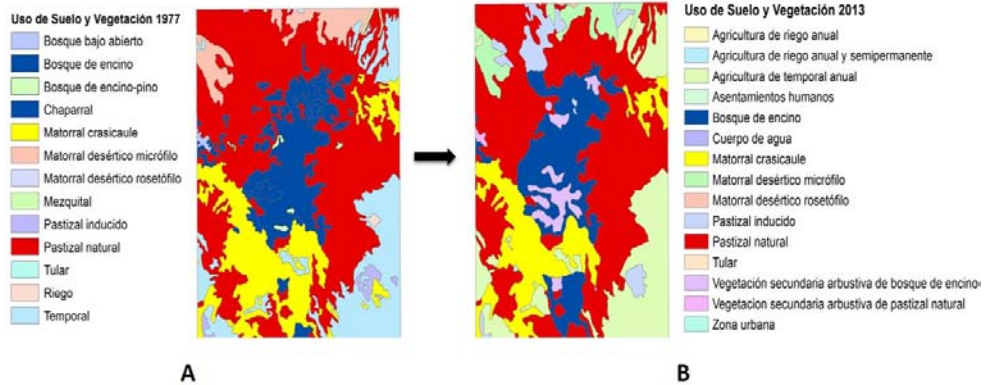 Uso de Suelo y Vegetación 1977
Bosque bajo abierto
Bosque de encino
Bosque de encino-pino
Chaparral
Matorral crasicaule
Matorral desértico micrófilo
Matorral desértico rosetófilo
Mezquital
Pastizal inducido
Pastizal natural
Tular
Riego
Temporal
A
Uso de Suelo y Vegetación 2013
Agricultura de riego anual
Agricultura de riego anual y semipermanente
Agricultura de temporal anual
Asentamientos humanos
Bosque de encino
Cuerpo de agua
Matorral crasicaule
Matorral desértico micrófilo
Matorral desértico rosetófilo
Pastizal inducido
Pastizal natural
Tular
Vegetación secundaria arbustiva de bosque de encino
Vegetacion secundaria arbustiva de pastizal natural
Zona urbana
B